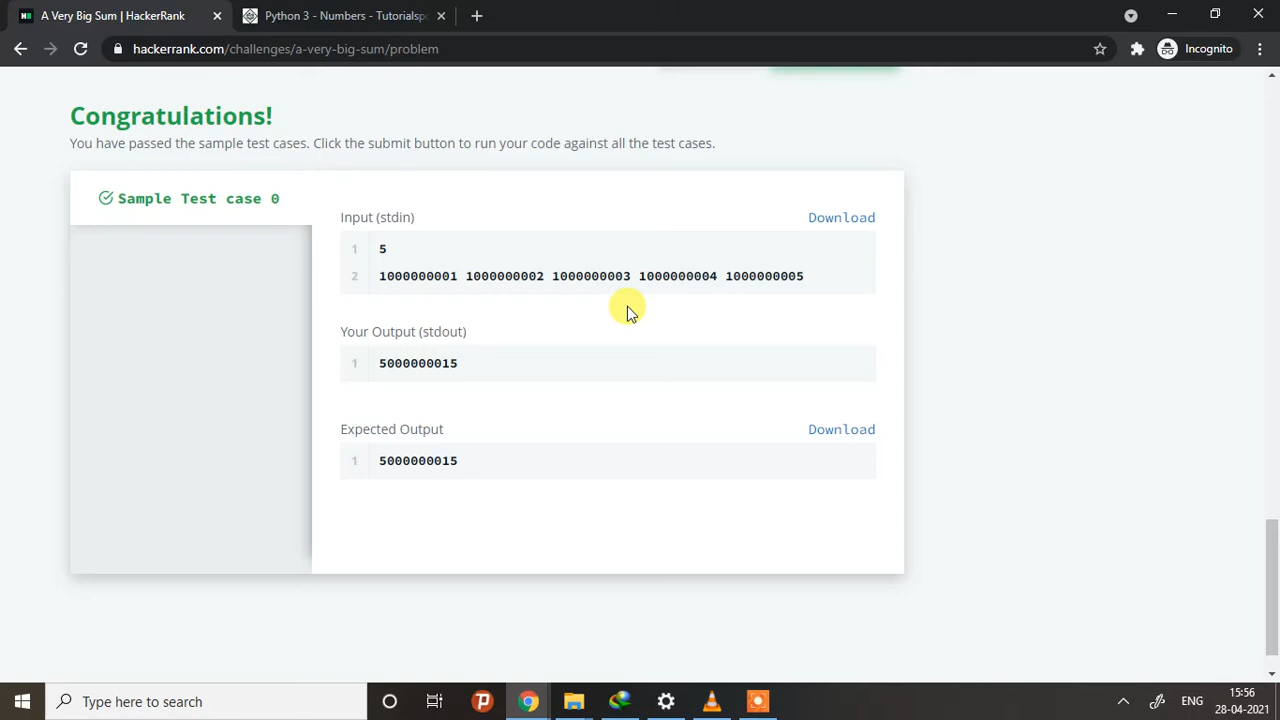 A Very Big Sum | HackerRank
Python 3 - Numbers - Tutorialspo
hackerrank.com/challenges/a-very-big-sum/problem
Incognito
Congratulations!
You have passed the sample test cases. Click the submit button to run your code against all the test cases.
Sample Test case 0
Input (stdin)
Download
1 5
2 1000000001 1000000002 1000000003 1000000004 1000000005
Your Output (stdout)
1 5000000015
Expected Output
Download
1 5000000015
Type here to search
ENG
15:56
28-04-2021